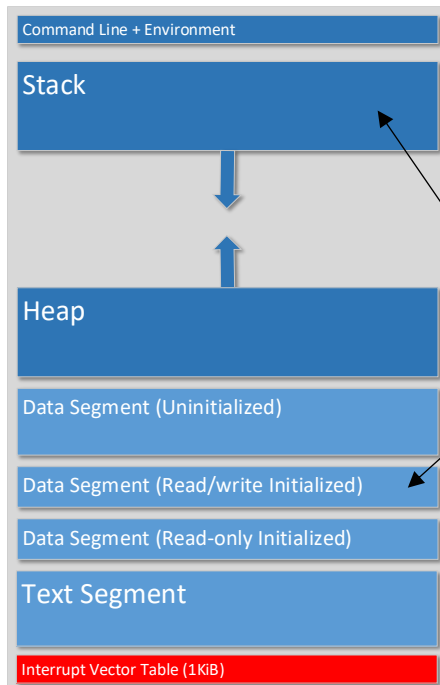 Command Line + Environment
Stack
Heap
Data Segment (Uninitialized)
Data Segment (Read/write Initialized)
Data Segment (Read-only Initialized)
Text Segment
Interrupt Vector Table (1KiB)